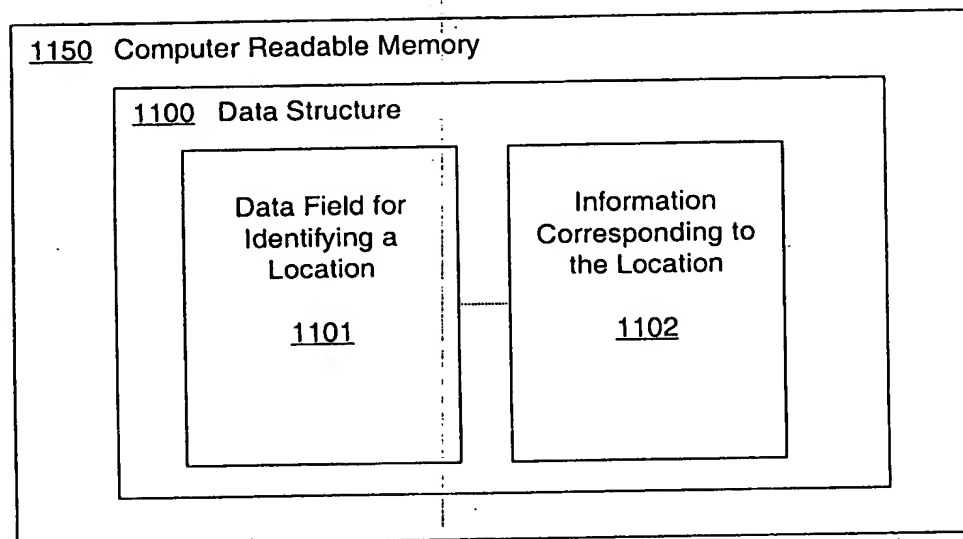 1150 Computer Readable Memory
1100 Data Structure
Data Field for
Identifying a
Location
1101
Information
Corresponding to
the Location
1102